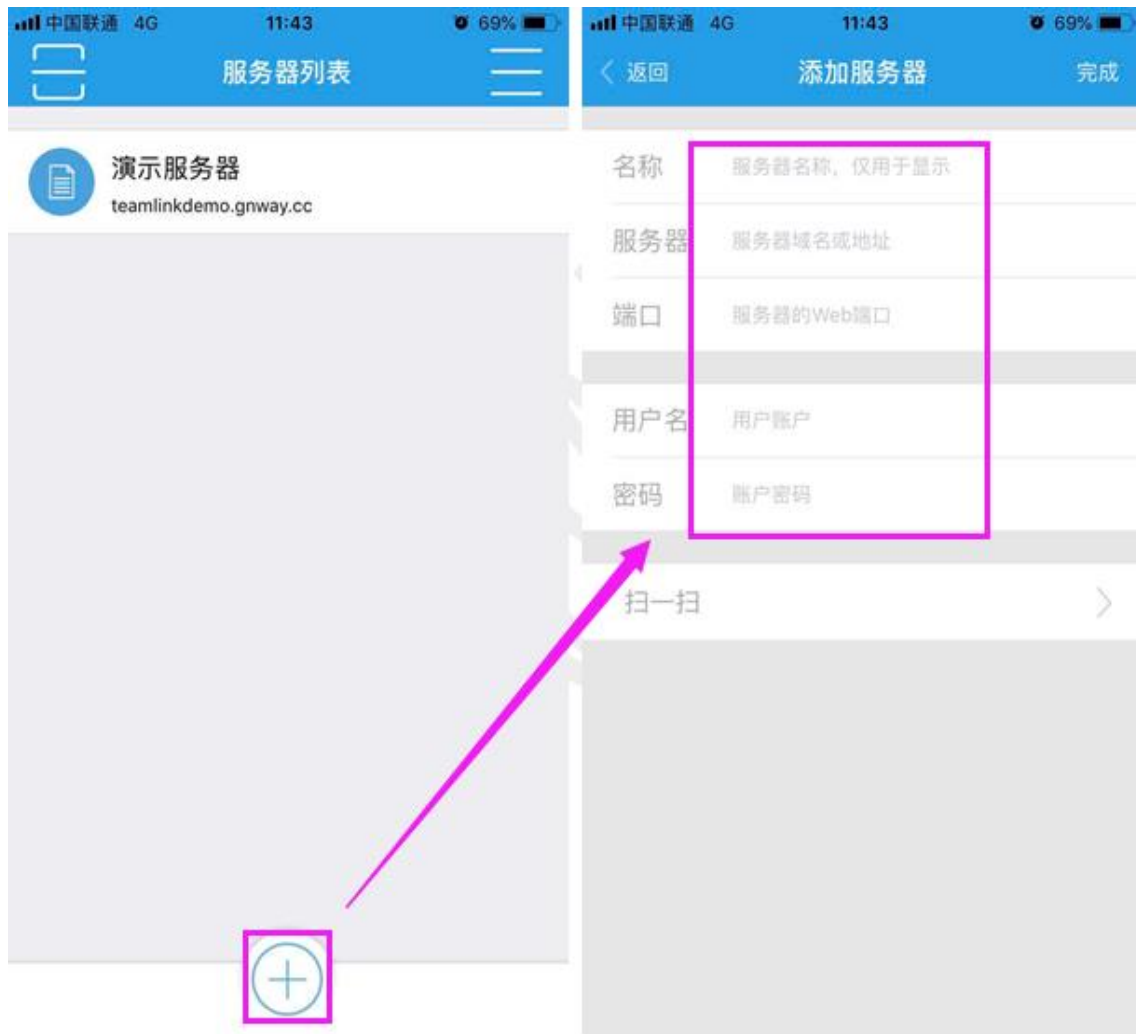 中国联通 4G 11:43 69%
服务器列表
演示服务器
teamlinkdemo.gnway.cc
中国联通 4G 11:43 69%
返回 添加服务器 完成
名称 服务器名称，仅用于显示
服务器 服务器域名或地址
端口 服务器的Web端口
用户名 用户账户
密码 账户密码
扫一扫